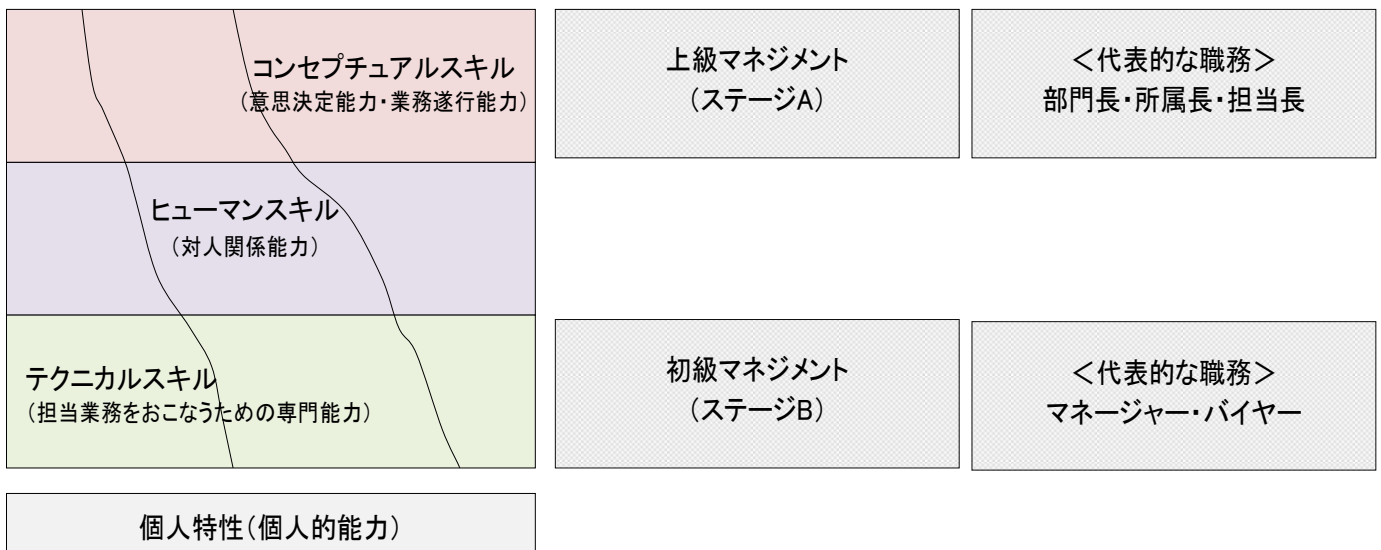 コンセプチュアルスキル
（意思決定能力・業務遂行能力）
上級マネジメント
（ステージA）
＜代表的な職務＞
部門長・所属長・担当長
ヒューマンスキル
（対人関係能力）
テクニカルスキル
（担当業務をおこなうための専門能力）
初級マネジメント
（ステージB）
＜代表的な職務＞
マネージャー・バイヤー
個人特性（個人的能力）